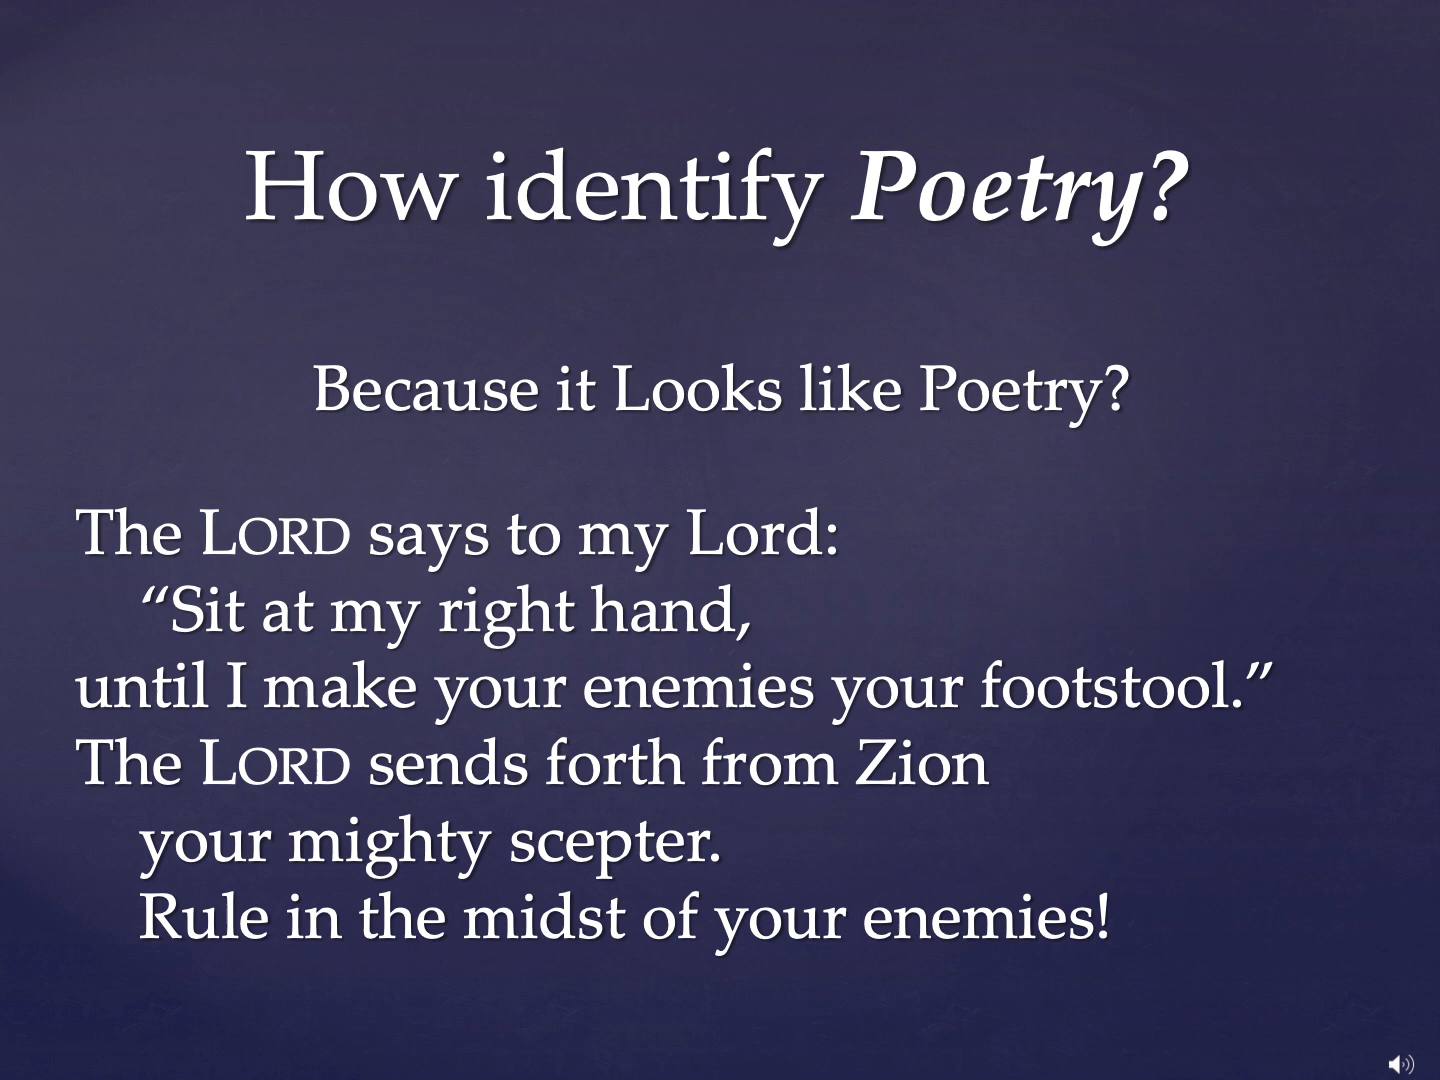 How identify Poetry?
Because it Looks like Poetry?
The LORD says to my Lord:
“Sit at my right hand,
until I make your enemies your footstool.”
The LORD sends forth from Zion
your mighty scepter.
Rule in the midst of your enemies!